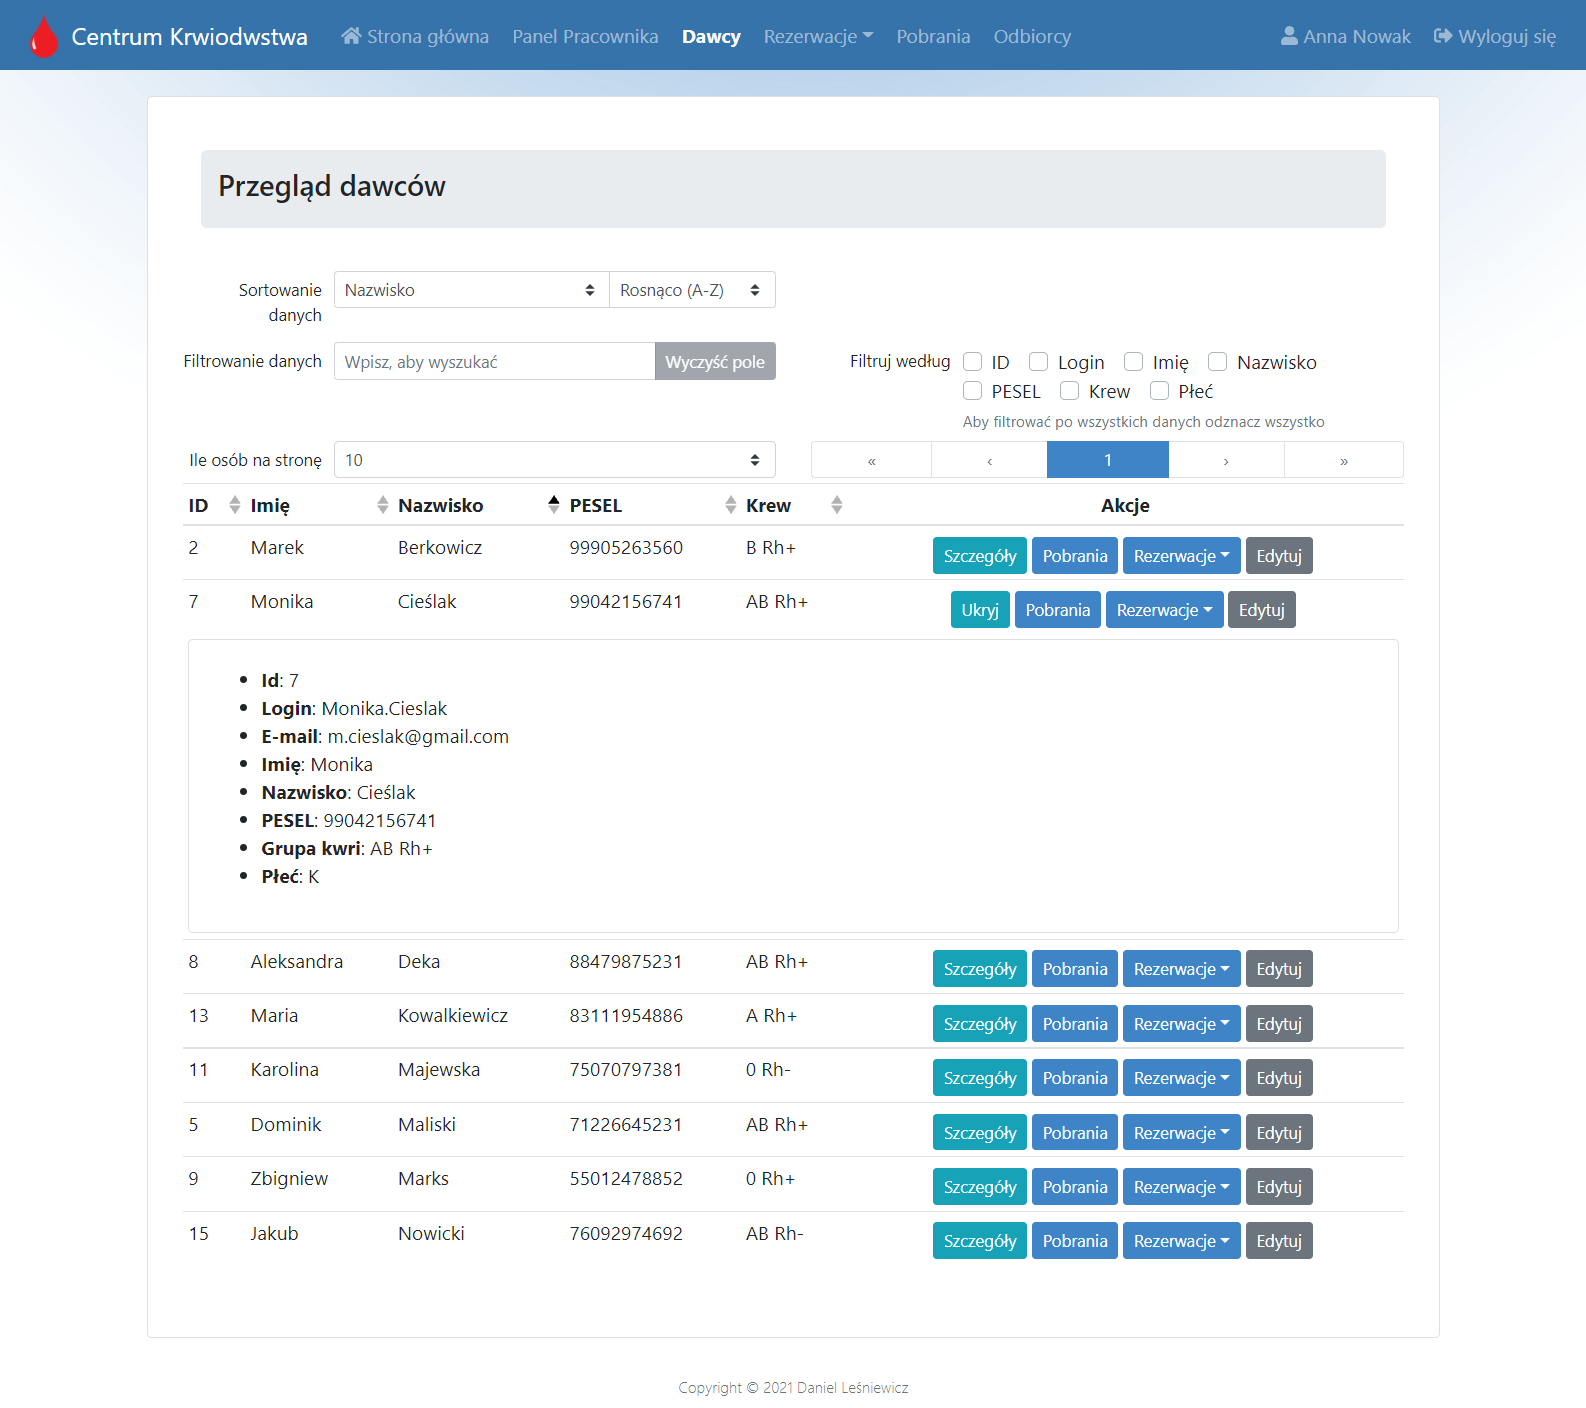 Centrum Krwiodwstwa Strona główna Panel Pracownika Dawcy Rezerwacje Pobrania Odbiorcy Anna Nowak Wyloguj się
Przegląd dawców
Sortowanie danych Nazwisko Rosnąco (A-Z)
Filtrowanie danych Wpisz, aby wyszukać Wyczyść pole Filtruj według ID Login Imię Nazwisko
PESEL Krew Płeć
Aby filtrować po wszystkich danych odznacz wszystko
Ile osób na stronę 10 « ‹ 1 › »
ID Imię Nazwisko PESEL Krew Akcje
2 Marek Berkowicz 99905263560 B Rh+ Szczegóły Pobrania Rezerwacje Edytuj
7 Monika Cieślak 99042156741 AB Rh+ Ukryj Pobrania Rezerwacje Edytuj
Id: 7
Login: Monika.Cieslak
E-mail: m.cieslak@gmail.com
Imię: Monika
Nazwisko: Cieślak
PESEL: 99042156741
Grupa kwri: AB Rh+
Płeć: K
8 Aleksandra Deka 88479875231 AB Rh+ Szczegóły Pobrania Rezerwacje Edytuj
13 Maria Kowalkiewicz 83111954886 A Rh+ Szczegóły Pobrania Rezerwacje Edytuj
11 Karolina Majewska 75070797381 0 Rh- Szczegóły Pobrania Rezerwacje Edytuj
5 Dominik Maliski 71226645231 AB Rh+ Szczegóły Pobrania Rezerwacje Edytuj
9 Zbigniew Marks 55012478852 0 Rh+ Szczegóły Pobrania Rezerwacje Edytuj
15 Jakub Nowicki 76092974692 AB Rh- Szczegóły Pobrania Rezerwacje Edytuj
Copyright © 2021 Daniel Leśniewicz